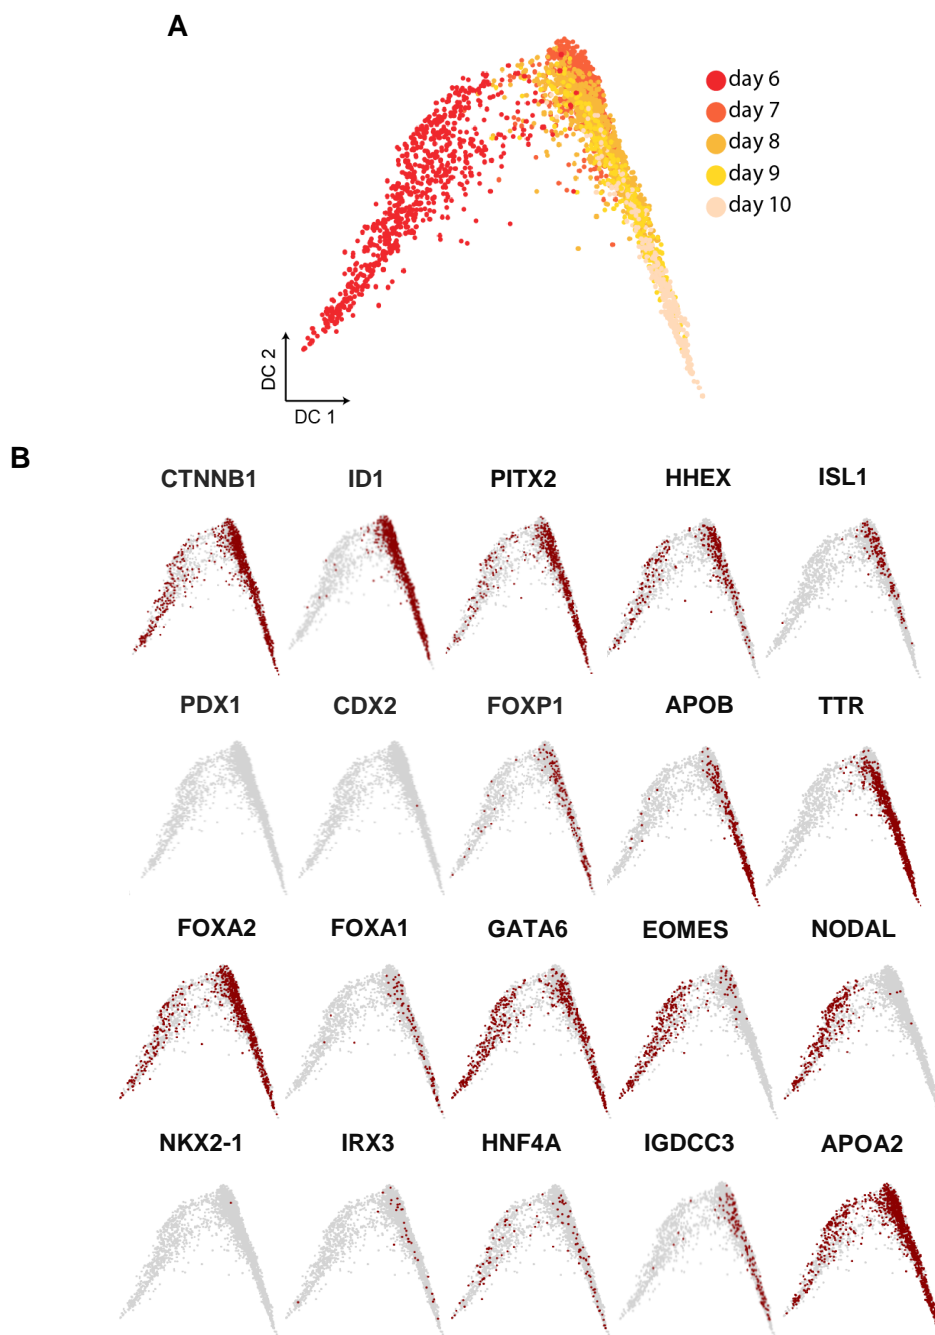 A
day 6
day 7
day 8
day 9
day 10
DC 2
DC 1
B
CTNNB1 ID1 PITX2 HHEX ISL1
PDX1 CDX2 FOXP1 APOB TTR
FOXA2 FOXA1 GATA6 EOMES NODAL
NKX2-1 IRX3 HNF4A IGDCC3 APOA2